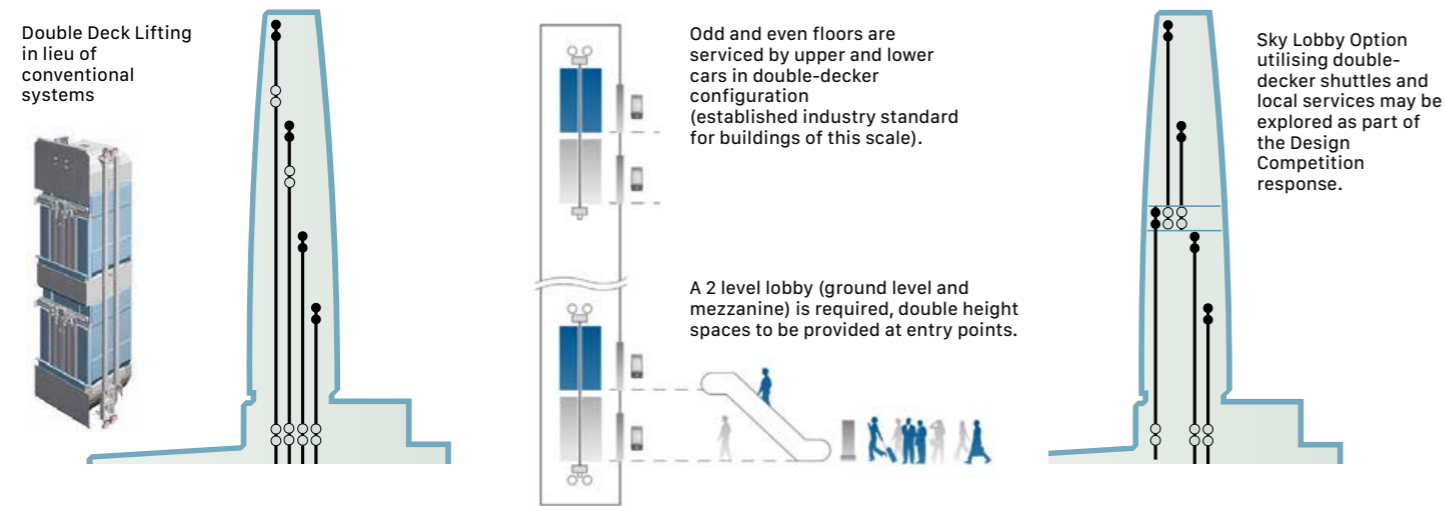 Double Deck Lifting
in lieu of
conventional
systems
Odd and even floors are
serviced by upper and lower
cars in double-decker
configuration
(established industry standard
for buildings of this scale).
A 2 level lobby (ground level and
mezzanine) is required, double height
spaces to be provided at entry points.
Sky Lobby Option
utilising double-
decker shuttles and
local services may be
explored as part of
the Design
Competition
response.